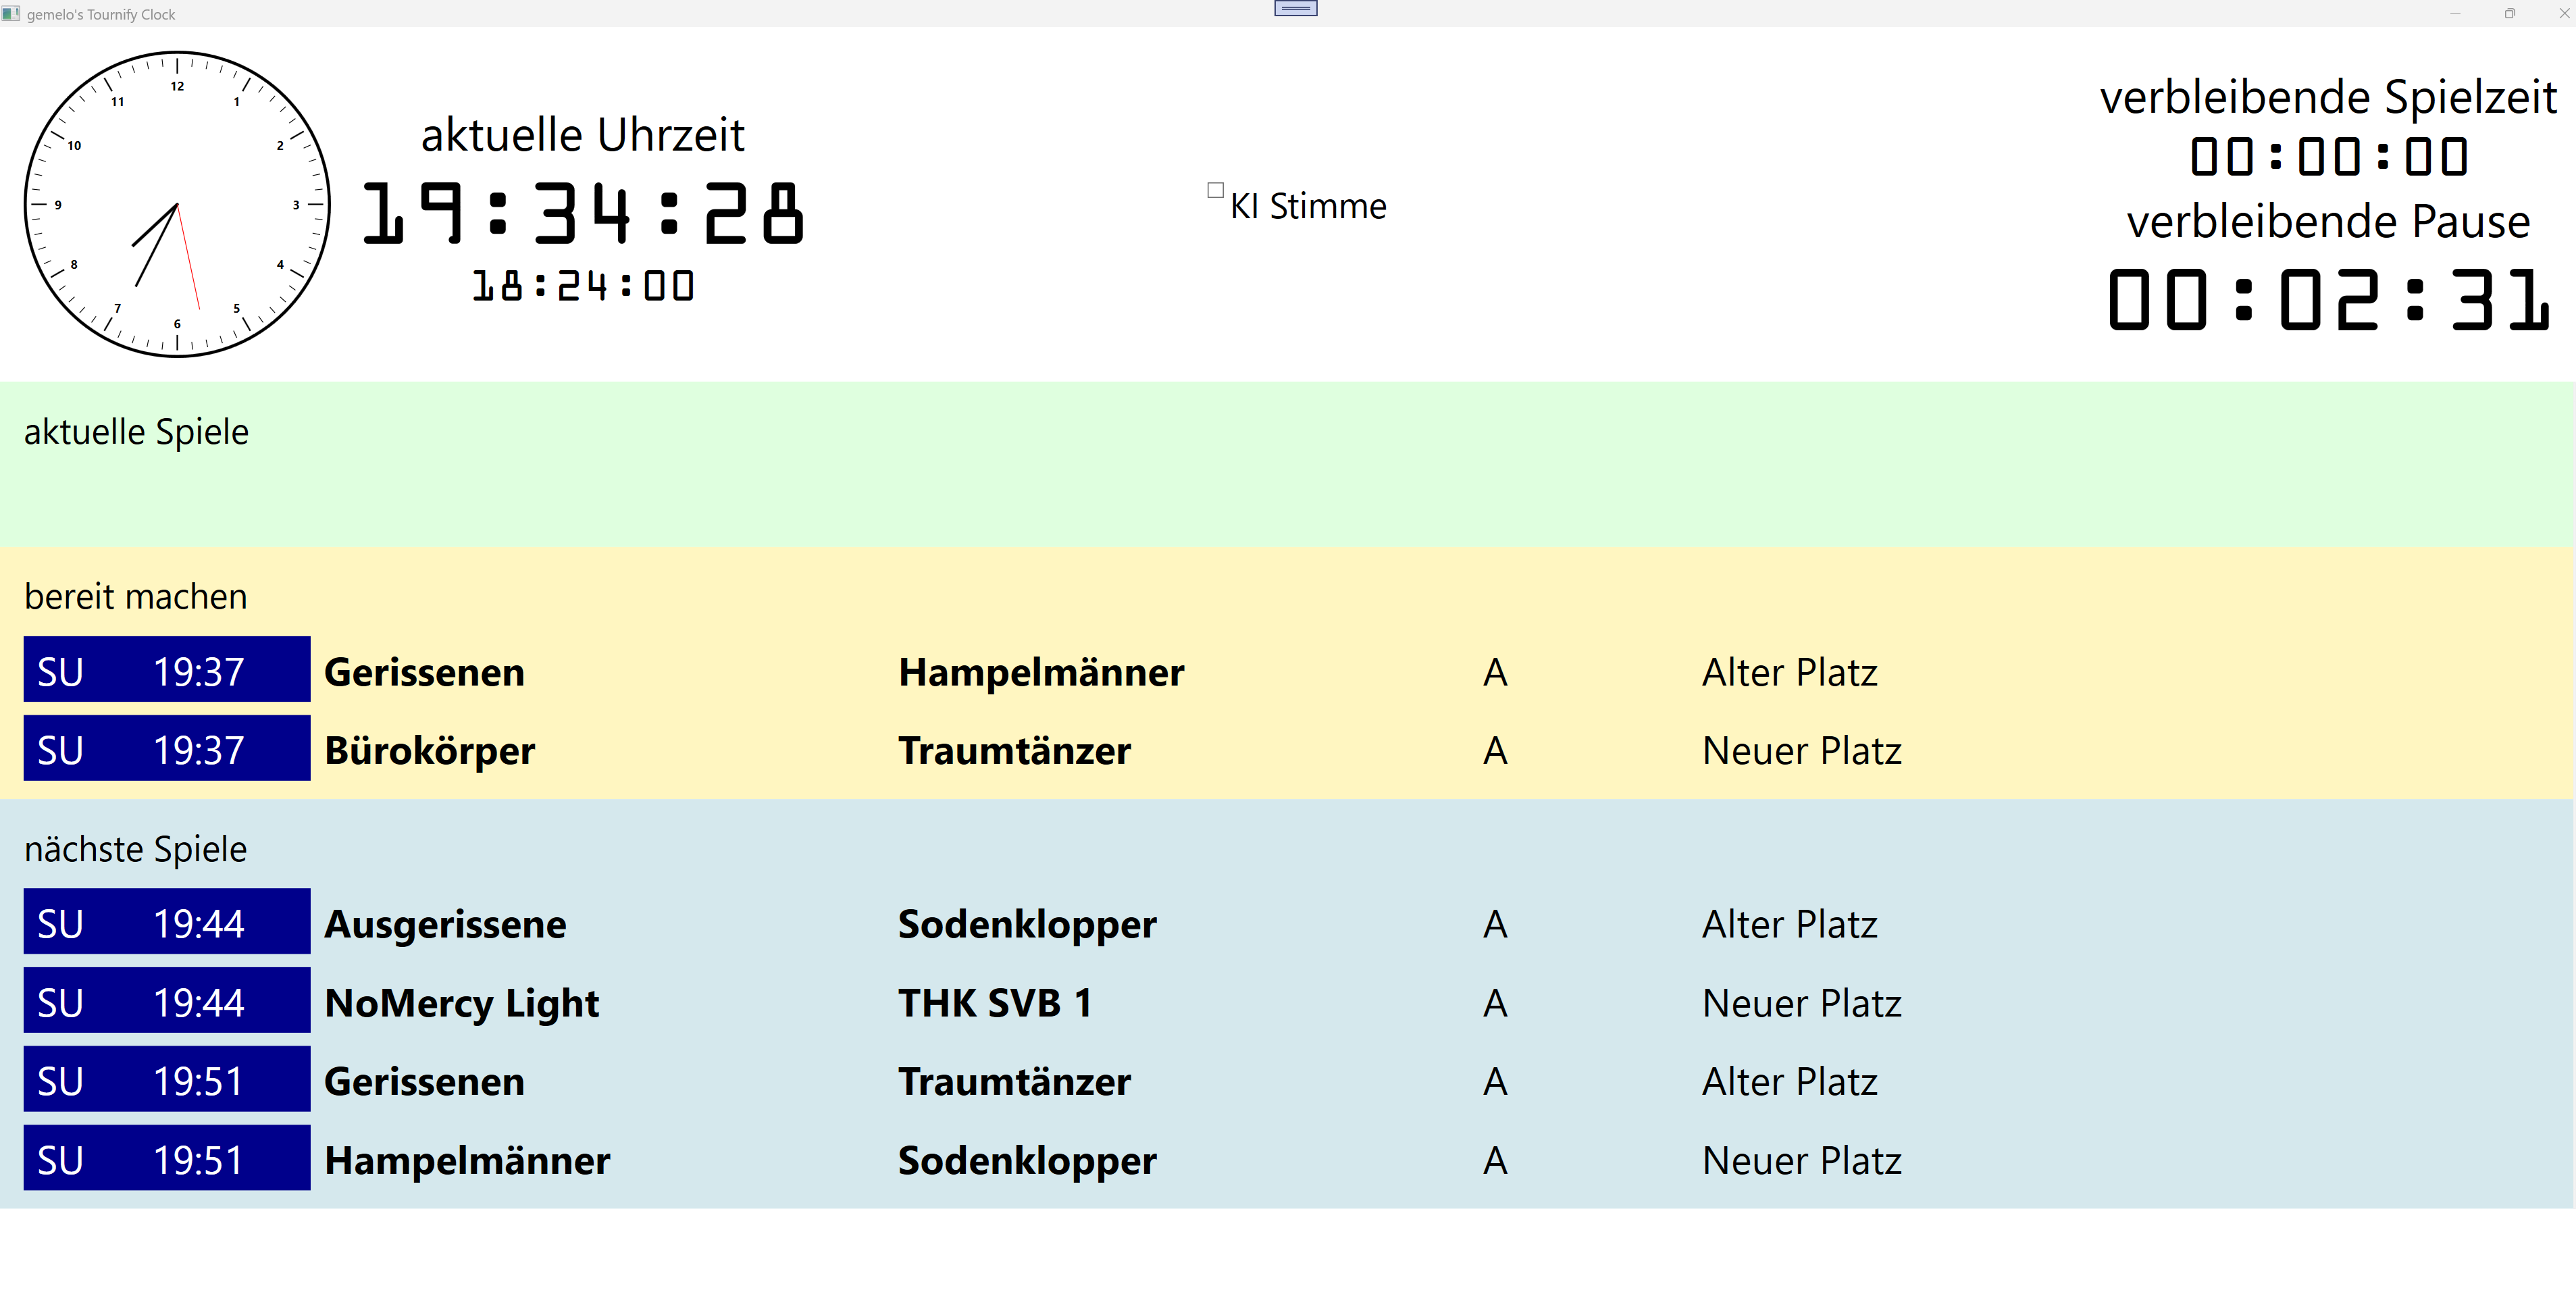 gemelo's Tournify Clock
12
11 1
10 2
9 3
8 4
7 5
6
aktuelle Uhrzeit
19:34:28
18:24:00
KI Stimme
verbleibende Spielzeit
00:00:00
verbleibende Pause
00:02:31
aktuelle Spiele
bereit machen
SU 19:37 Gerissenen Hampelmänner A Alter Platz
SU 19:37 Bürokörper Traumtänzer A Neuer Platz
nächste Spiele
SU 19:44 Ausgerissene Sodenklopper A Alter Platz
SU 19:44 NoMercy Light THK SVB 1 A Neuer Platz
SU 19:51 Gerissenen Traumtänzer A Alter Platz
SU 19:51 Hampelmänner Sodenklopper A Neuer Platz